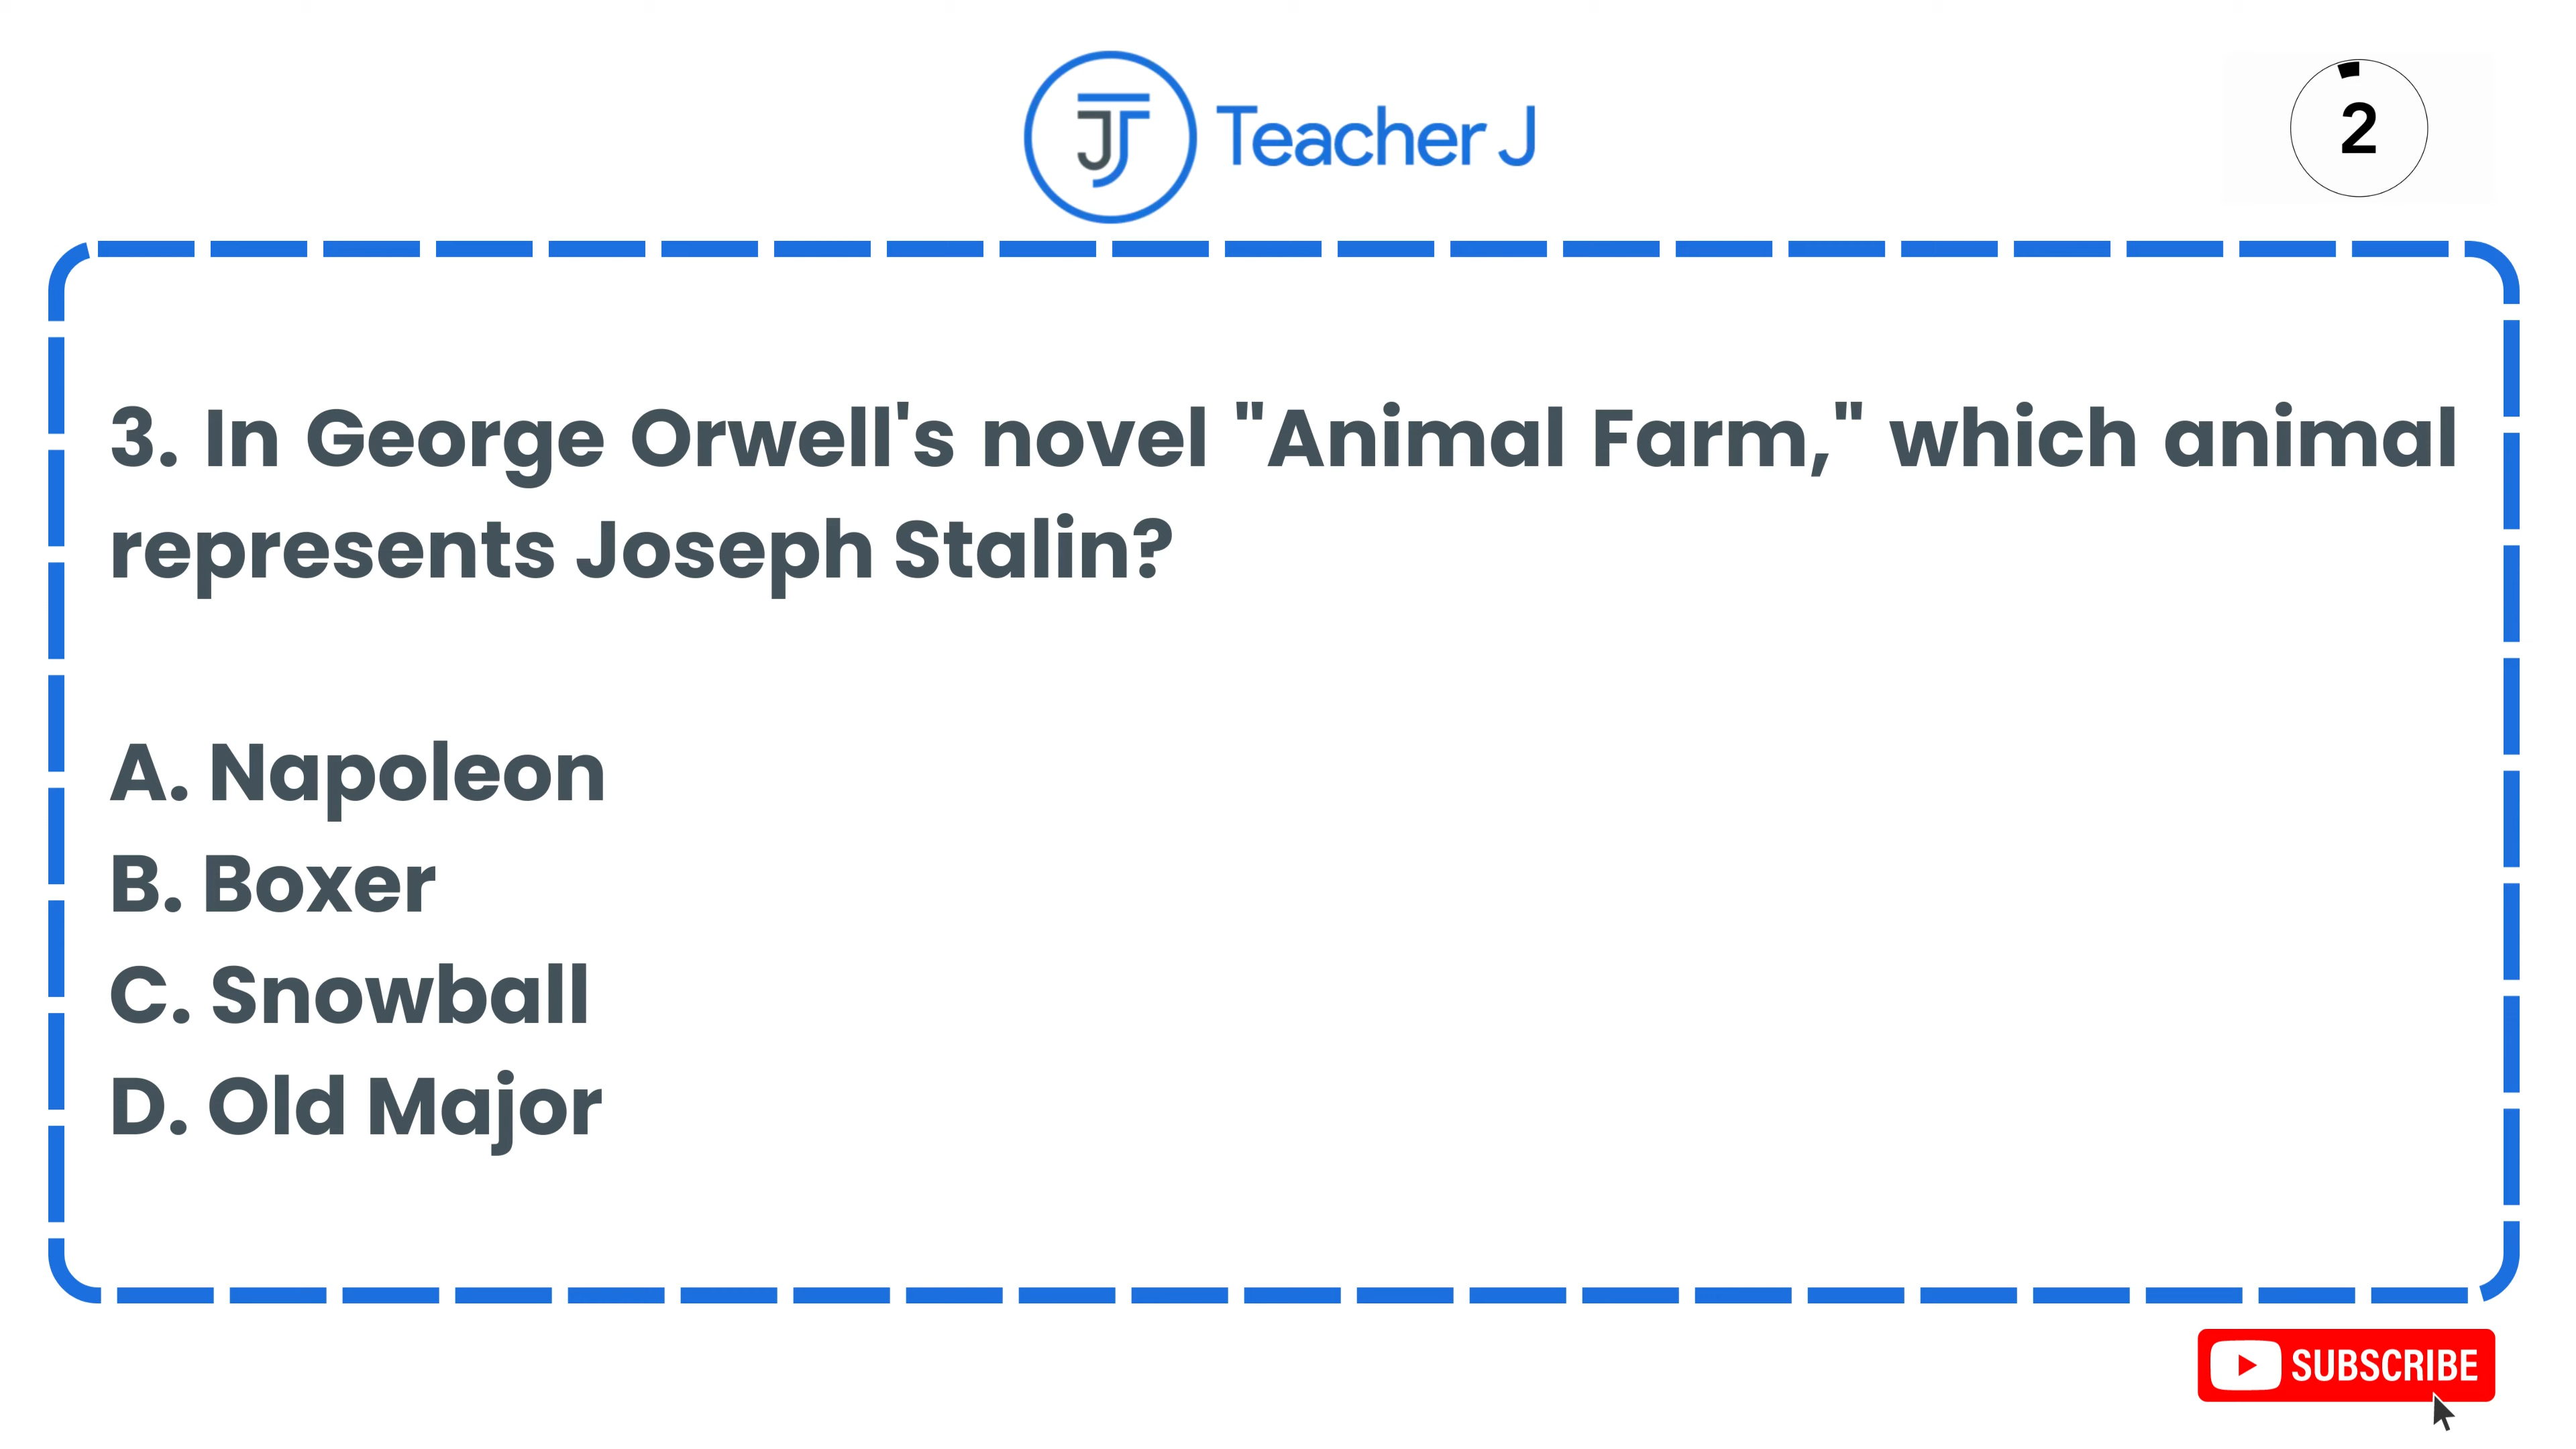 Teacher J
2
3. In George Orwell's novel "Animal Farm," which animal
represents Joseph Stalin?
A. Napoleon
B. Boxer
C. Snowball
D. Old Major
SUBSCRIBE